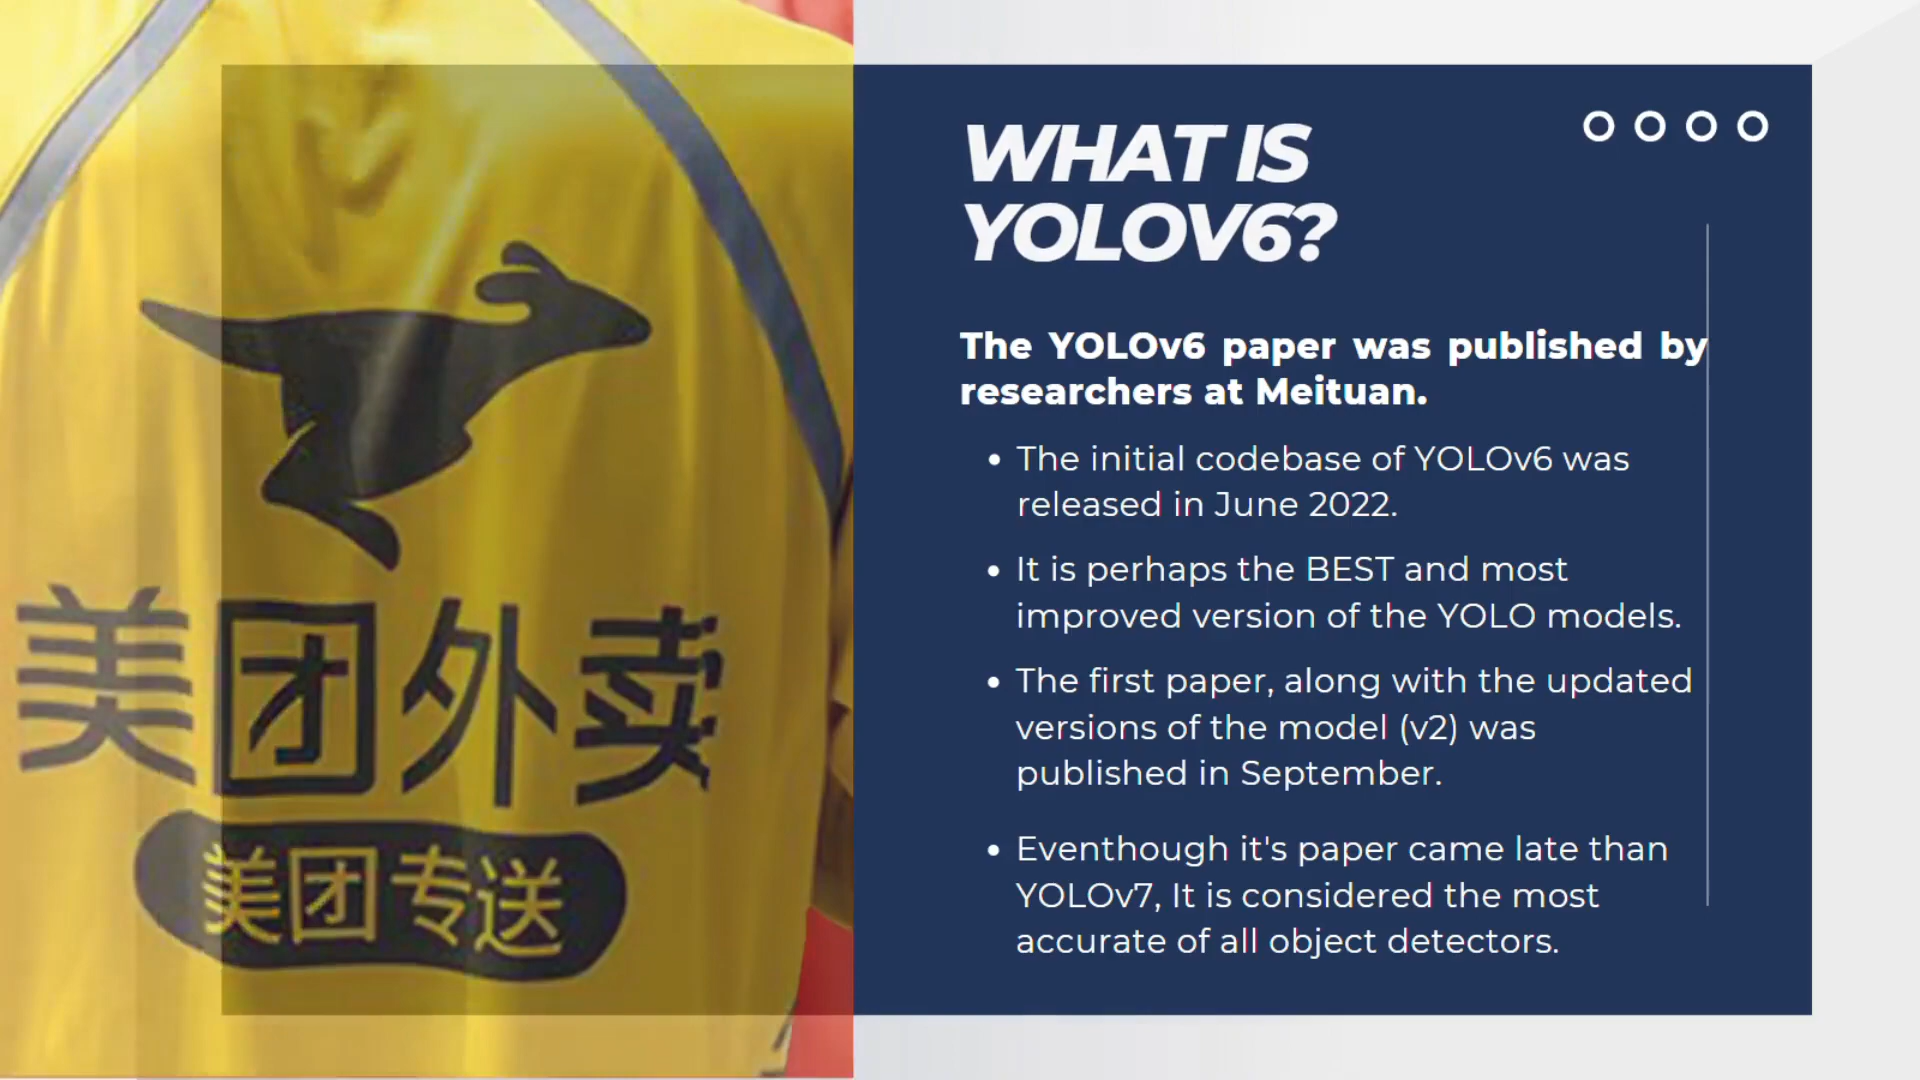 美团外卖
美团专送
WHAT IS
YOLOV6?
The YOLOv6 paper was published by
researchers at Meituan.
• The initial codebase of YOLOv6 was
released in June 2022.
• It is perhaps the BEST and most
improved version of the YOLO models.
• The first paper, along with the updated
versions of the model (v2) was
published in September.
• Eventhough it's paper came late than
YOLOv7, It is considered the most
accurate of all object detectors.